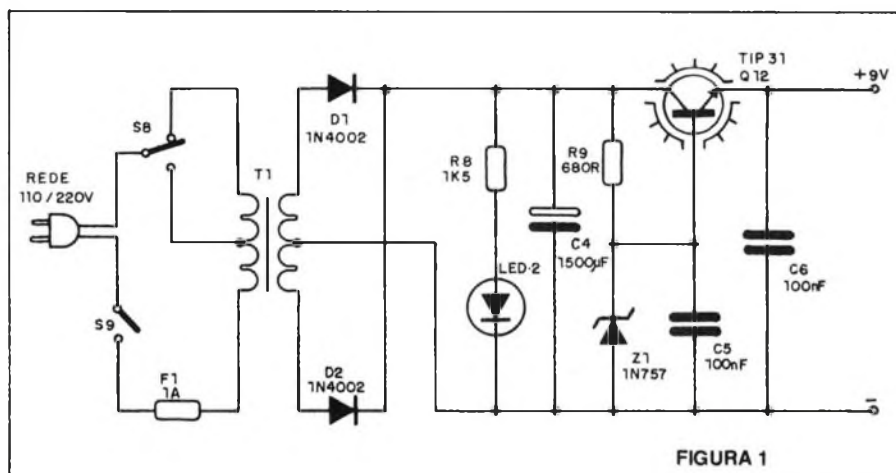 TIP 31
Q12
+9V
D1
1N4002
S8
R8
1K5
R9
680R
T1
REDE
110/220V
C4
1500µF
C6
100nF
LED·2
S9
Z1
1N757
C5
100nF
F1
1A
D2
1N4002
-
FIGURA 1